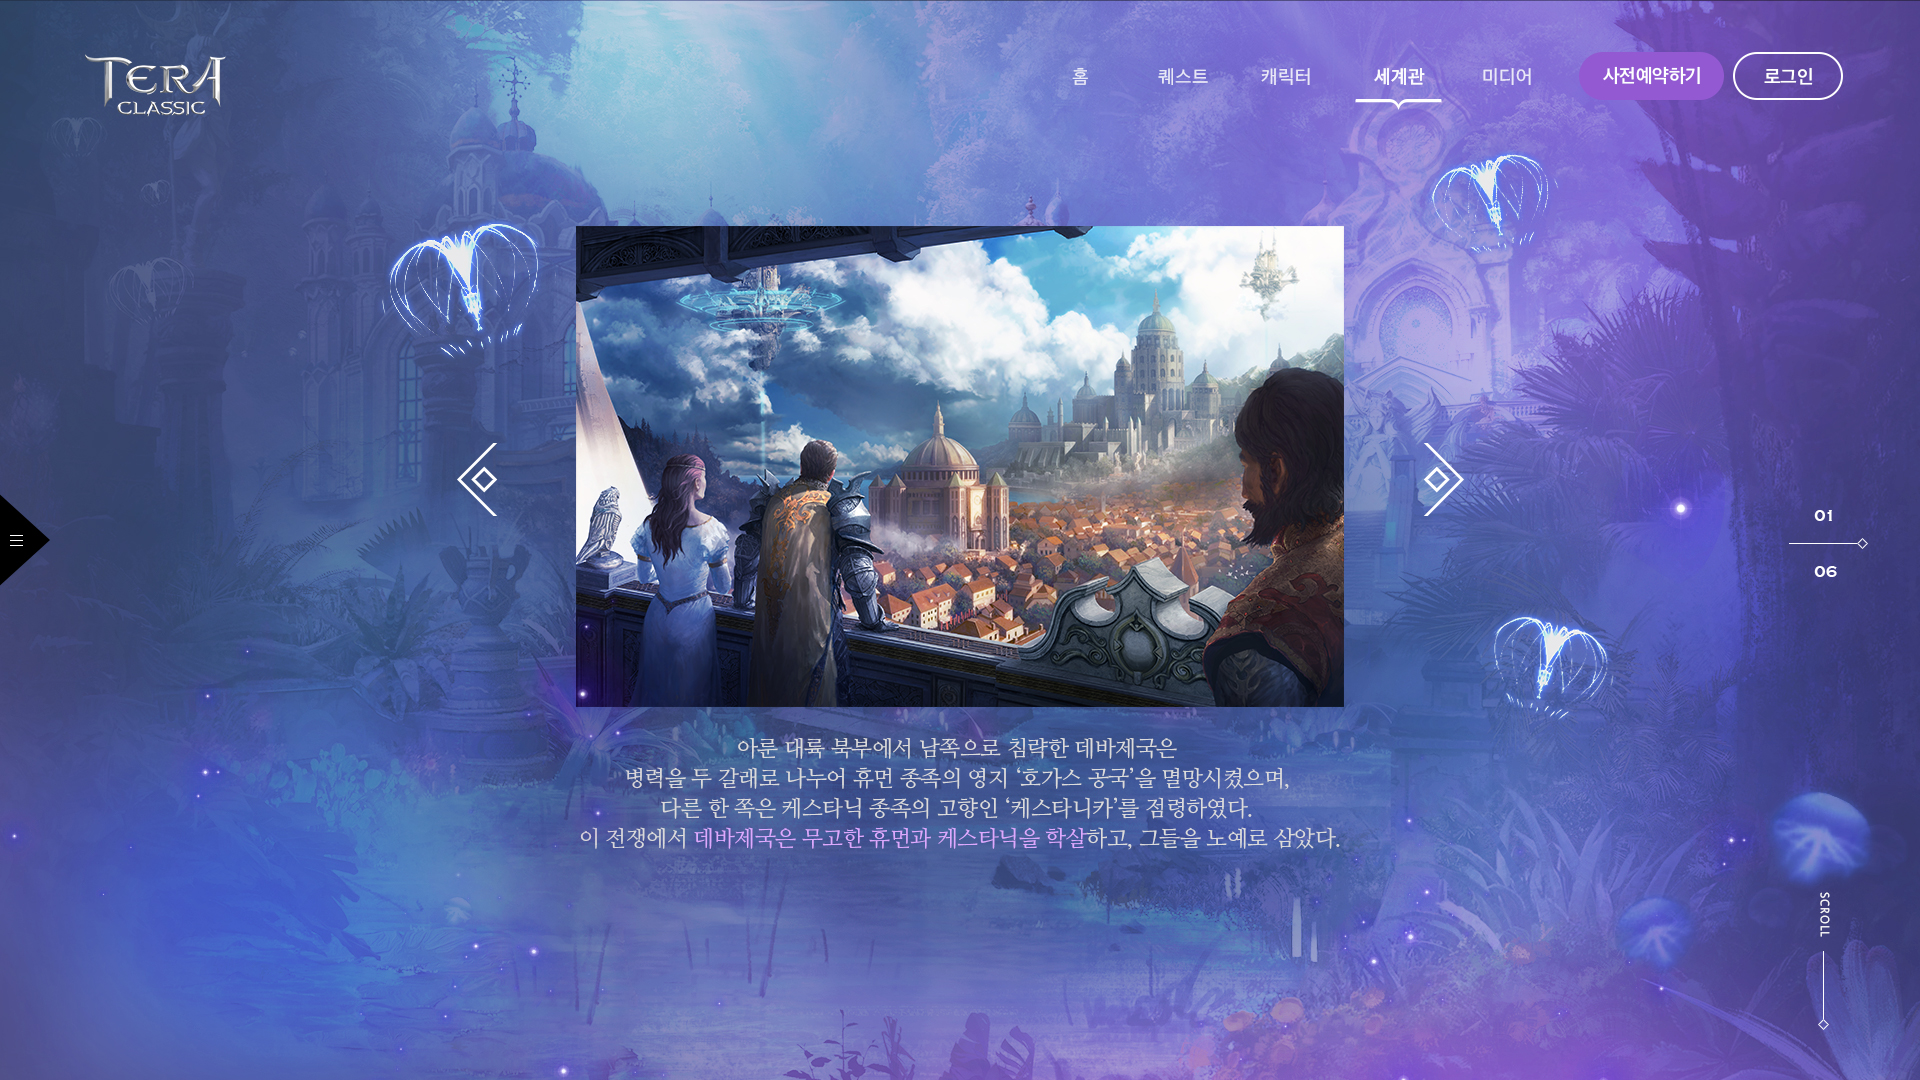 TERA
CLASSIC
홈
퀘스트
캐릭터
세계관
미디어
사전예약하기
로그인
01
06
아룬 대륙 북부에서 남쪽으로 침략한 데바제국은
병력을 두 갈래로 나누어 휴먼 종족의 영지 ‘호가스 공국’을 멸망시켰으며,
다른 한 쪽은 케스타닉 종족의 고향인 ‘케스타니카’를 점령하였다.
이 전쟁에서 데바제국은 무고한 휴먼과 케스타닉을 학살하고, 그들을 노예로 삼았다.
SCROLL